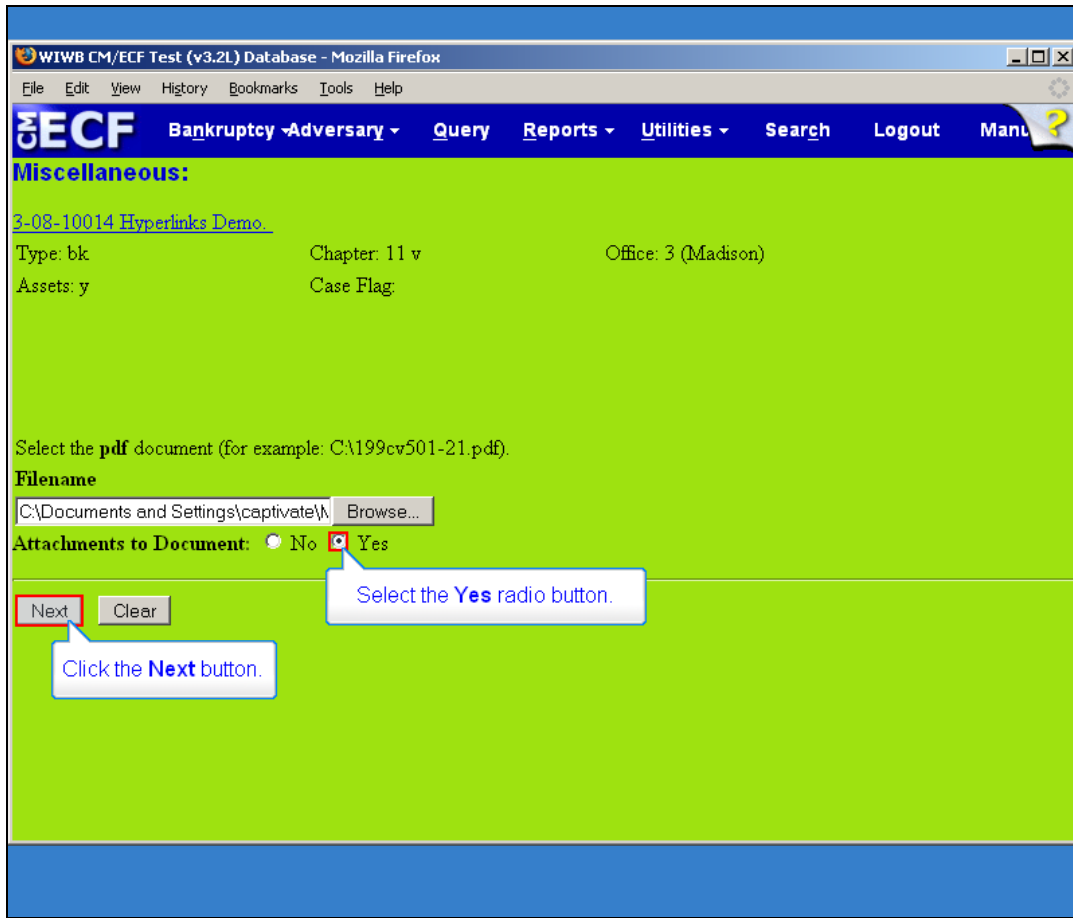 WIWB CM/ECF Test (v3.2L) Database - Mozilla Firefox
File Edit View History Bookmarks Tools Help
CM ECF Bankruptcy Adversary Query Reports Utilities Search Logout Manu ?
Miscellaneous:
3-08-10014 Hyperlinks Demo.
Type: bk Chapter: 11 v Office: 3 (Madison)
Assets: y Case Flag:
Select the pdf document (for example: C:\199cv501-21.pdf).
Filename
C:\Documents and Settings\captivate\M Browse...
Attachments to Document: No Yes
Select the Yes radio button.
Next Clear
Click the Next button.